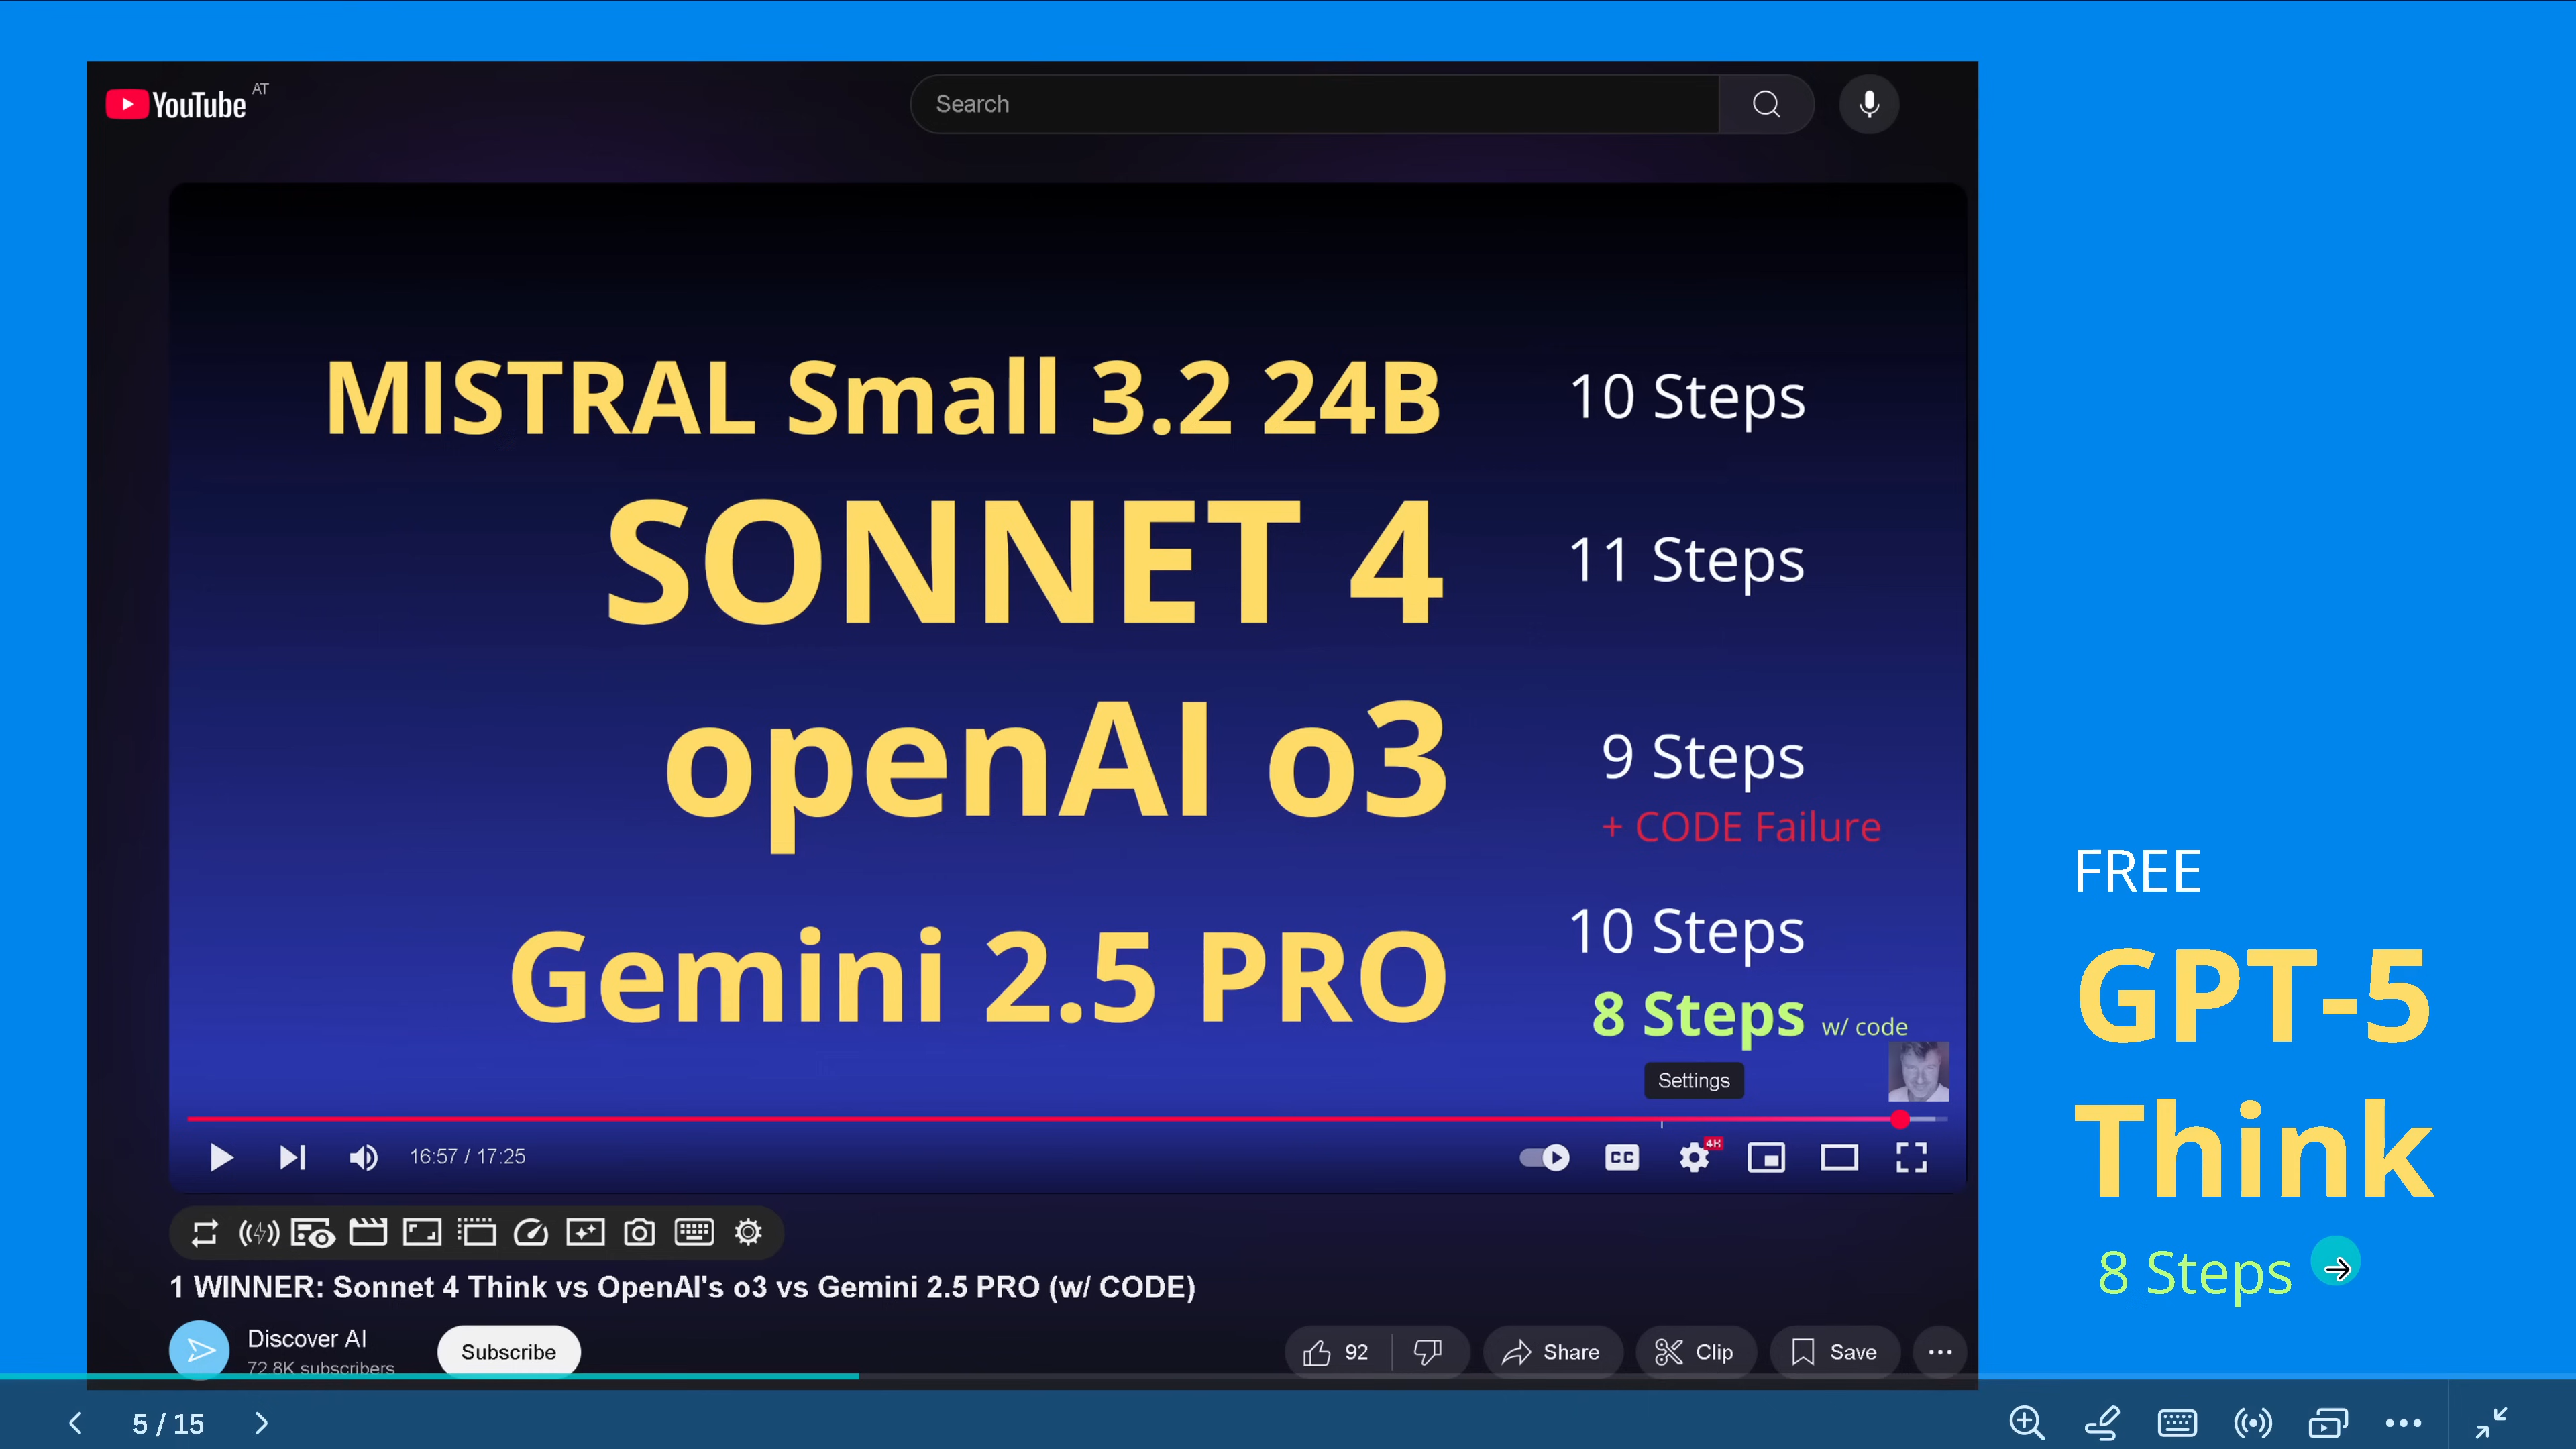 YouTube AT
Search
MISTRAL Small 3.2 24B 10 Steps
SONNET 4 11 Steps
openAI o3 9 Steps
+ CODE Failure
Gemini 2.5 PRO 10 Steps
8 Steps w/ code
Settings
16:57 / 17:25
CC
4K
1 WINNER: Sonnet 4 Think vs OpenAI's o3 vs Gemini 2.5 PRO (w/ CODE)
Discover AI
72.8K subscribers
Subscribe
92
Share
Clip
Save
FREE
GPT-5
Think
8 Steps
5 / 15